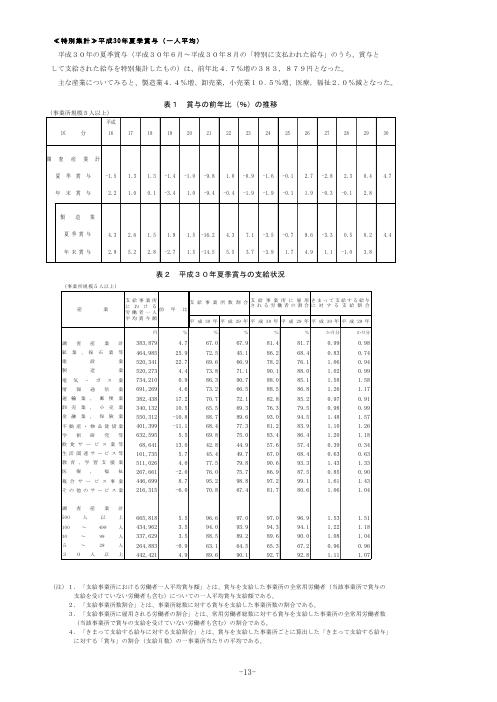 ≪特別集計≫平成30年夏季賞与（一人平均）
平成３０年の夏季賞与（平成３０年６月～平成３０年８月の「特別に支払われた給与」のうち、賞与と
して支給された給与を特別集計したもの）は、前年比４.７%増の３８３，８７９円となった。
主な産業についてみると、製造業４.４%増、卸売業、小売業１０.５%増、医療，福祉２.０%減となった。
表１　賞与の前年比（%）の推移
（事業所規模５人以上）
平成
区　分 16 17 18 19 20 21 22 23 24 25 26 27 28 29 30
調 査 産 業 計
夏 季 賞 与 -1.5 1.3 1.3 -1.4 -1.0 -9.8 1.0 -0.9 -1.6 -0.1 2.7 -2.8 2.3 0.4 4.7
年 末 賞 与 2.2 1.0 0.1 -3.4 1.0 -9.4 -0.4 -1.9 -1.9 -0.1 1.9 -0.3 -0.1 2.8
製 造 業
夏 季 賞 与 4.3 2.6 1.5 1.9 1.5 -16.2 4.3 7.1 -3.5 -0.7 8.6 -3.3 0.5 0.2 4.4
年 末 賞 与 2.9 5.2 2.8 -2.7 1.5 -14.5 5.5 3.7 -3.9 1.7 4.9 1.1 -1.0 3.8
表２　平成３０年夏季賞与の支給状況
（事業所規模５人以上）
産　業 支給事業所における労働者一人平均賞与額 前 年 比 支給事業所数割合 支給事業所に雇用される労働者の割合 きまって支給する給与に対する支給割合
平成30年 平成29年 平成30年 平成29年 平成30年 平成29年
円 % % % % % か月分 か月分
調 査 産 業 計 383,879 4.7 67.0 67.9 81.4 81.7 0.99 0.98
鉱業，採石業等 464,985 25.9 72.5 45.1 86.2 68.4 0.83 0.74
建 設 業 520,341 22.7 69.6 66.9 78.2 76.1 1.06 0.94
製 造 業 520,273 4.4 73.8 71.1 90.1 88.0 1.02 0.99
電気・ガス業 734,210 0.9 86.3 90.7 88.0 85.1 1.58 1.58
情 報 通 信 業 691,269 4.6 73.2 66.5 88.5 86.8 1.26 1.17
運輸業，郵便業 382,438 17.2 70.7 72.1 82.8 85.2 0.97 0.91
卸売業，小売業 340,132 10.5 65.5 69.3 76.3 79.5 0.98 0.99
金融業，保険業 550,312 -10.8 88.7 89.6 93.0 94.5 1.48 1.57
不動産・物品賃貸業 401,399 -11.1 68.4 77.3 81.2 83.9 1.10 1.26
学 術 研 究 等 632,595 5.5 69.8 75.0 83.4 86.4 1.20 1.18
飲食サービス業等 68,641 13.0 42.8 44.9 57.6 57.4 0.39 0.34
生活関連サービス等 101,735 5.7 45.4 49.7 67.0 68.4 0.63 0.63
教育，学習支援業 511,026 4.6 77.5 79.8 90.6 93.3 1.43 1.33
医 療 ， 福 祉 267,661 -2.0 76.0 75.7 86.9 87.5 0.85 0.90
複合サービス事業 446,699 8.7 95.2 98.8 97.2 99.1 1.61 1.43
その他のサービス業 216,315 -6.0 70.8 67.4 81.7 80.6 1.06 1.04
調 査 産 業 計
500 人 以 上 665,818 5.5 96.6 97.0 97.0 96.9 1.53 1.51
100 ～ 499 人 434,962 3.5 94.0 93.9 94.3 94.1 1.22 1.18
30 ～ 99 人 337,629 3.5 88.5 89.2 89.6 90.0 1.08 1.04
5 ～ 29 人 264,883 -0.9 63.1 64.5 65.3 67.2 0.96 0.96
３０人以上 442,421 4.9 89.6 90.1 92.7 92.8 1.11 1.07
（注）１．「支給事業所における労働者一人平均賞与額」とは、賞与を支給した事業所の全常用労働者（当該事業所で賞与の
支給を受けていない労働者も含む）についての一人平均賞与支給額である。
２．「支給事業所数割合」とは、事業所総数に対する賞与を支給した事業所数の割合である。
３．「支給事業所に雇用される労働者の割合」とは、常用労働者総数に対する賞与を支給した事業所の全常用労働者数
（当該事業所で賞与の支給を受けていない労働者も含む）の割合である。
４．「きまって支給する給与に対する支給割合」とは、賞与を支給した事業所ごとに算出した「きまって支給する給与」
に対する「賞与」の割合（支給月数）の一事業所当たりの平均である。
-13-